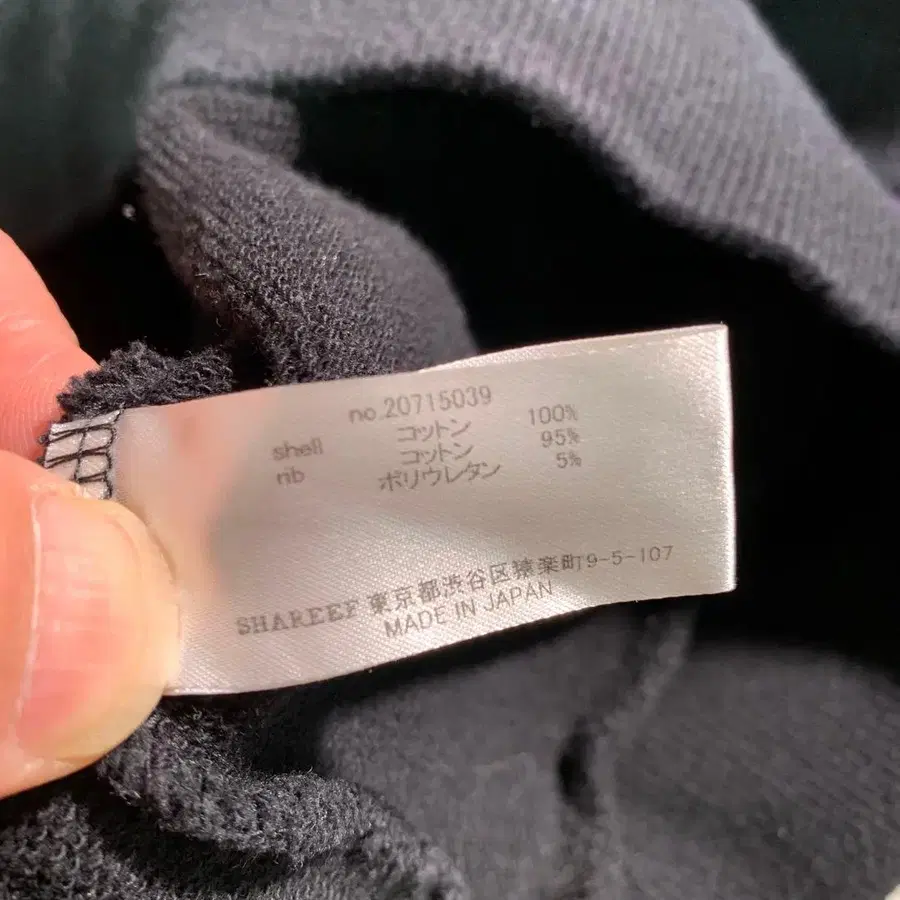 no.20715039
shell コットン 100%
rib コットン 95%
ポリウレタン 5%
SHAREEF 東京都渋谷区猿楽町9-5-107
MADE IN JAPAN